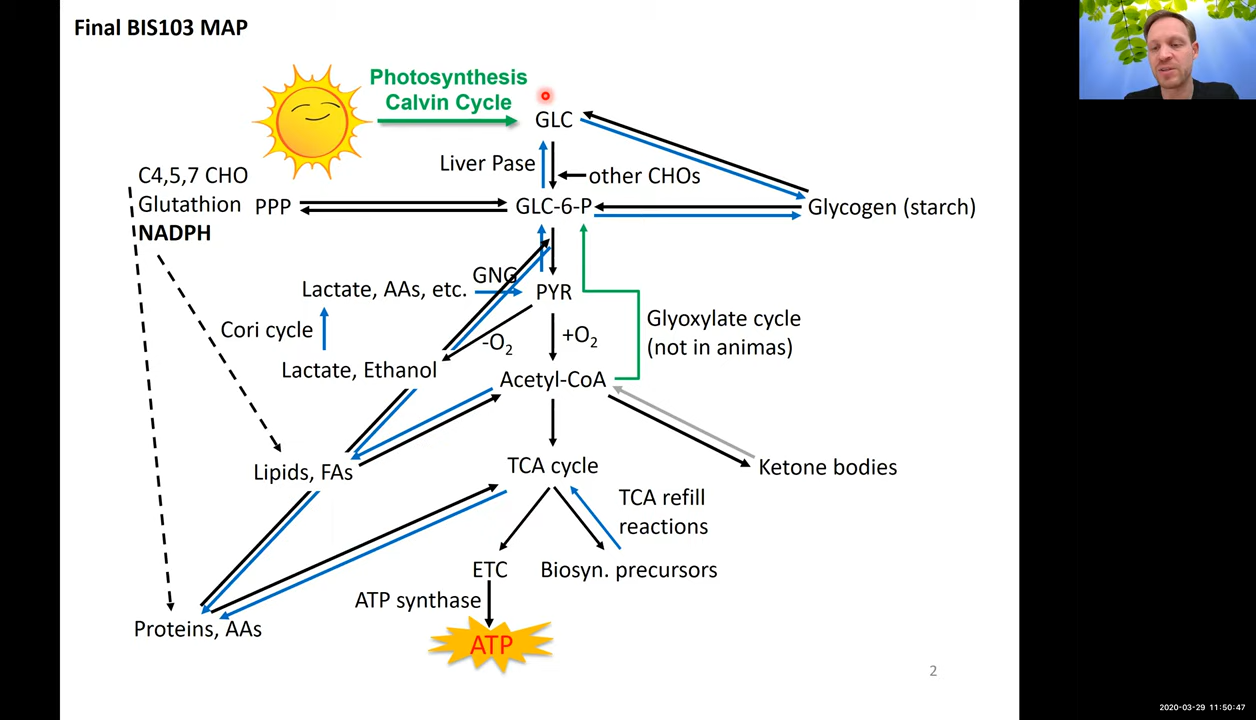 Final BIS103 MAP
Photosynthesis
Calvin Cycle
GLC
Liver Pase
other CHOs
C4,5,7 CHO
Glutathion
NADPH
PPP
GLC-6-P
Glycogen (starch)
GNG
Lactate, AAs, etc.
PYR
Cori cycle
-O₂
+O₂
Glyoxylate cycle
(not in animas)
Lactate, Ethanol
Acetyl-CoA
Lipids, FAs
TCA cycle
Ketone bodies
TCA refill
reactions
ETC
Biosyn. precursors
ATP synthase
Proteins, AAs
ATP
2
2020-03-29 11:50:47